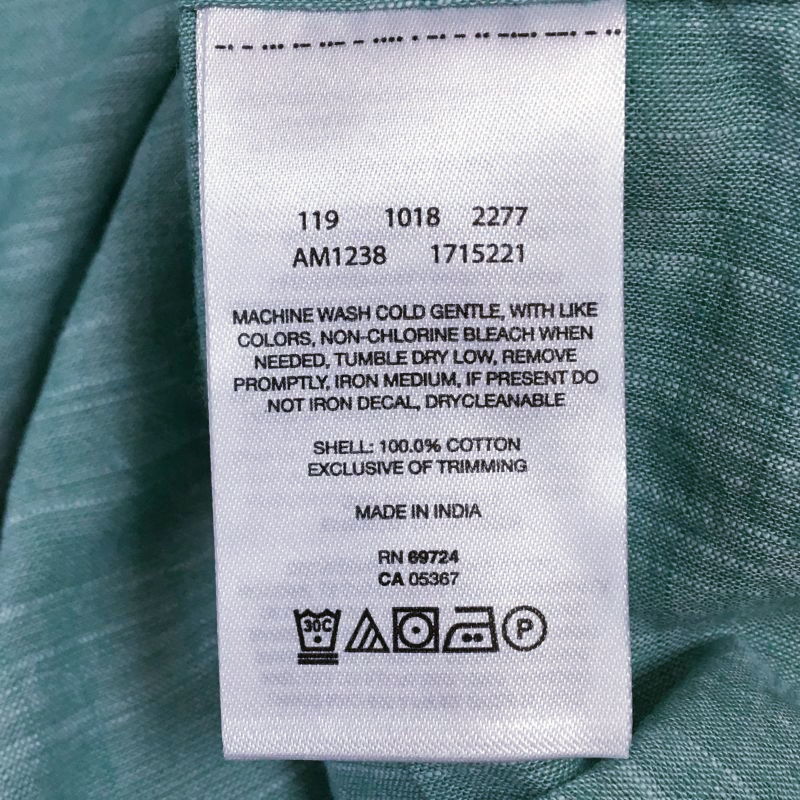 119 1018 2277
AM1238 1715221
MACHINE WASH COLD GENTLE, WITH LIKE
COLORS, NON-CHLORINE BLEACH WHEN
NEEDED, TUMBLE DRY LOW, REMOVE
PROMPTLY, IRON MEDIUM, IF PRESENT DO
NOT IRON DECAL, DRYCLEANABLE
SHELL: 100.0% COTTON
EXCLUSIVE OF TRIMMING
MADE IN INDIA
RN 69724
CA 05367
30C P